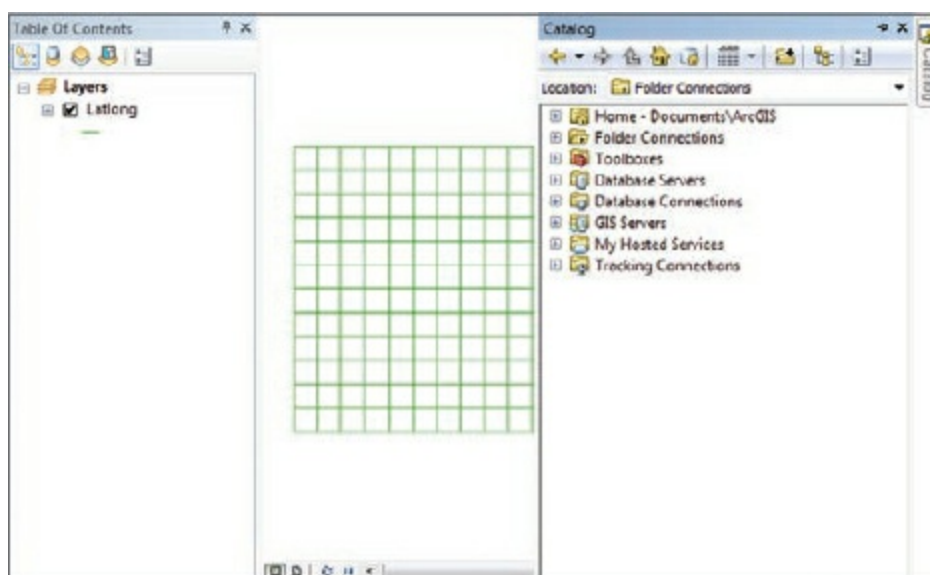 Table Of Contents
Layers
Latlong
Catalog
Location: Folder Connections
Home - Documents\ArcGIS
Folder Connections
Toolboxes
Database Servers
Database Connections
GIS Servers
My Hosted Services
Tracking Connections
Catalog